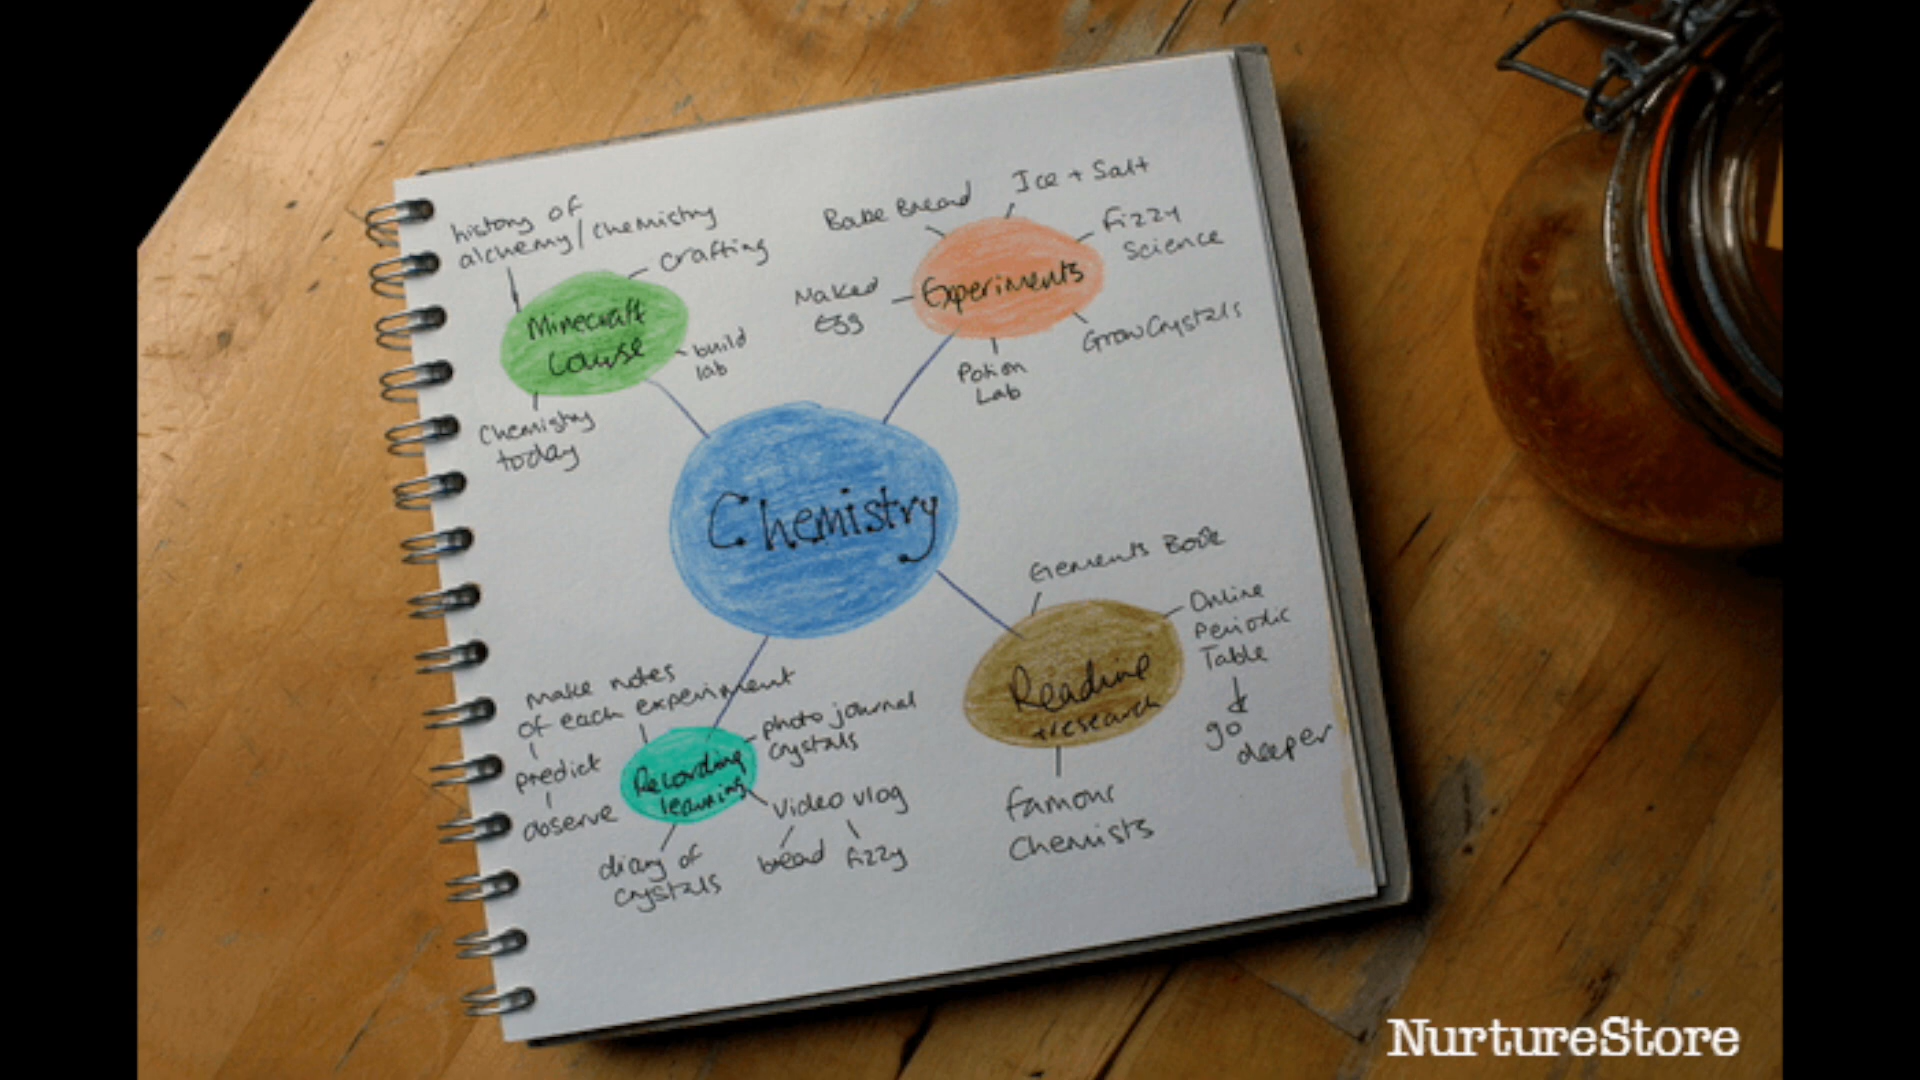 history of
alchemy/chemistry
crafting
Minecraft
Course
build
lab
Chemistry
today
Bake Bread
Ice + Salt
Fizzy
Science
Naked
Egg
Experiments
Grow Crystals
Potion
Lab
Chemistry
Elements Book
Online
Periodic
Table
go
deeper
Reading
+research
famous
Chemists
make notes
of each experiment
predict
observe
Recording
learning
photo journal
crystals
video vlog
bread
fizzy
diary of
crystals
NurtureStore